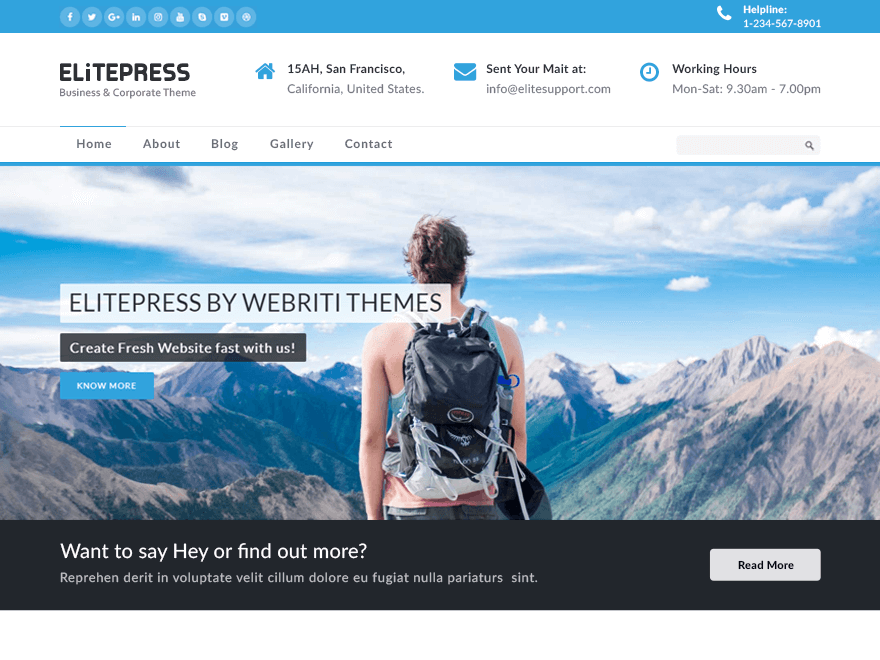 Helpline:
1-234-567-8901
ELiTEPRESS
Business & Corporate Theme
15AH, San Francisco,
California, United States.
Sent Your Mait at:
info@elitesupport.com
Working Hours
Mon-Sat: 9.30am - 7.00pm
Home About Blog Gallery Contact
ELITEPRESS BY WEBRITI THEMES
Create Fresh Website fast with us!
KNOW MORE
Want to say Hey or find out more?
Reprehen derit in voluptate velit cillum dolore eu fugiat nulla pariaturs sint.
Read More